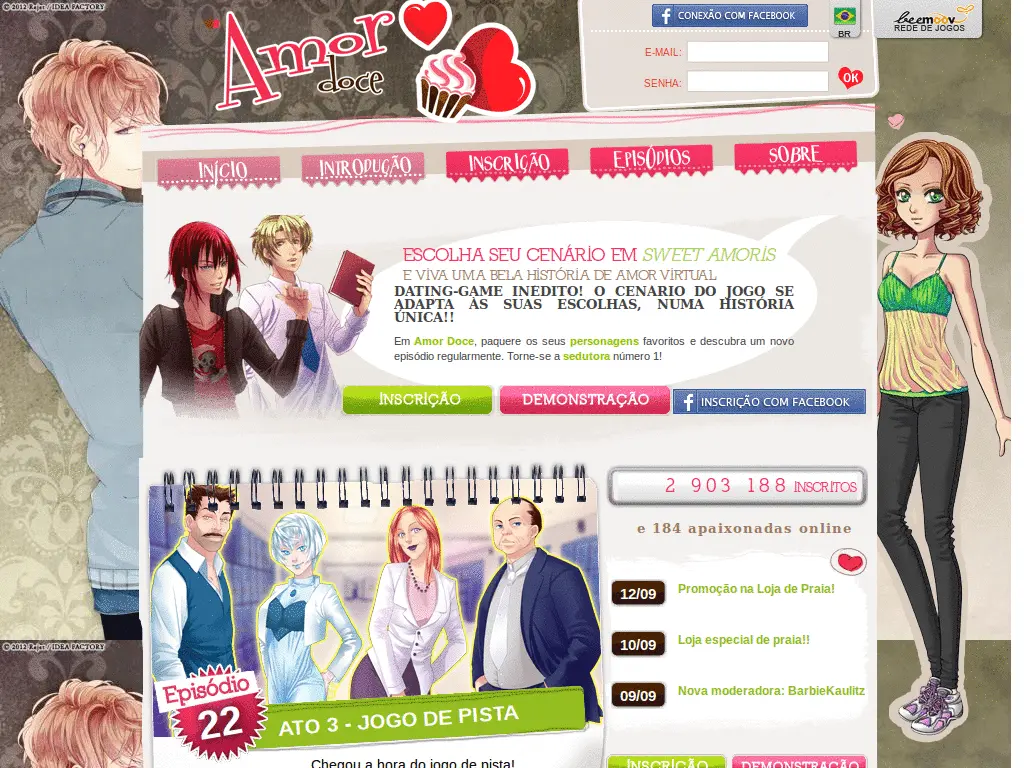 © 2012 Rejet / IDEA FACTORY
Amor doce
CONEXÃO COM FACEBOOK
BR
beemoov
REDE DE JOGOS
E-MAIL:
SENHA:
OK
INÍCIO
INTRODUÇÃO
INSCRIÇÃO
EPISÓDIOS
SOBRE
ESCOLHA SEU CENÁRIO EM SWEET AMORIS
E VIVA UMA BELA HISTÓRIA DE AMOR VIRTUAL
DATING-GAME INEDITO! O CENARIO DO JOGO SE
ADAPTA ÀS SUAS ESCOLHAS, NUMA HISTÓRIA
ÚNICA!!
Em Amor Doce, paquere os seus personagens favoritos e descubra um novo
episódio regularmente. Torne-se a sedutora número 1!
INSCRIÇÃO
DEMONSTRAÇÃO
INSCRIÇÃO COM FACEBOOK
2 903 188 INSCRITOS
e 184 apaixonadas online
12/09 Promoção na Loja de Praia!
10/09 Loja especial de praia!!
09/09 Nova moderadora: BarbieKaulitz
© 2012 Rejet / IDEA FACTORY
Episódio
22
ATO 3 - JOGO DE PISTA
Chegou a hora do jogo de pista!
INSCRIÇÃO
DEMONSTRAÇÃO